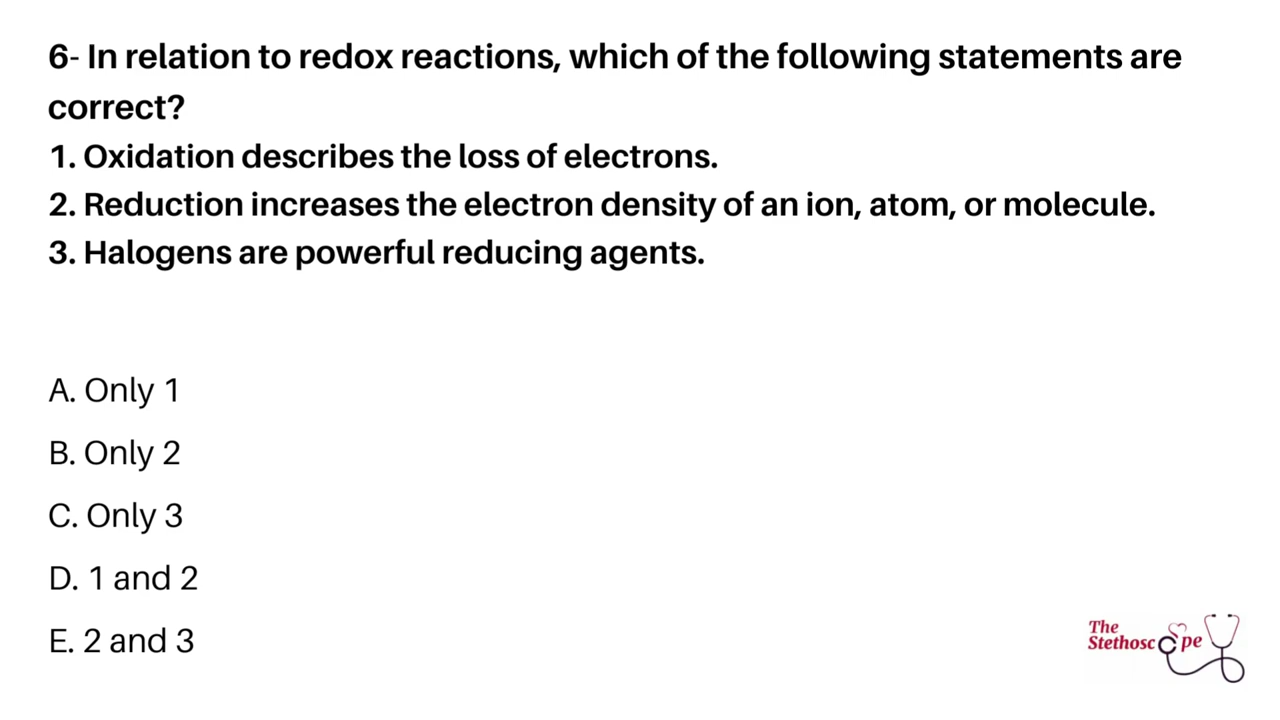 6- In relation to redox reactions, which of the following statements are
correct?
1. Oxidation describes the loss of electrons.
2. Reduction increases the electron density of an ion, atom, or molecule.
3. Halogens are powerful reducing agents.
A. Only 1
B. Only 2
C. Only 3
D. 1 and 2
E. 2 and 3
The
Stethoscope